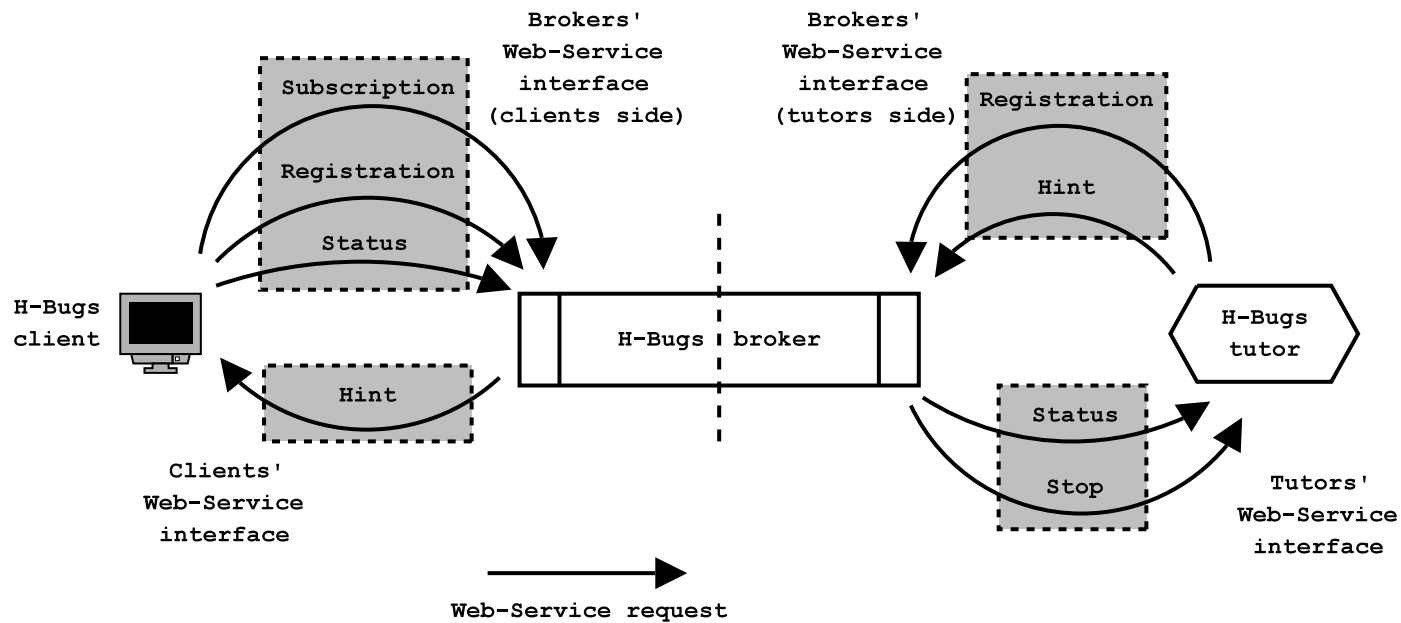 Brokers'
Web-Service
interface
(clients side)
Brokers'
Web-Service
interface
(tutors side)
Subscription
Registration
Status
Registration
Hint
H-Bugs
client
H-Bugs broker
H-Bugs
tutor
Hint
Status
Stop
Clients'
Web-Service
interface
Tutors'
Web-Service
interface
Web-Service request